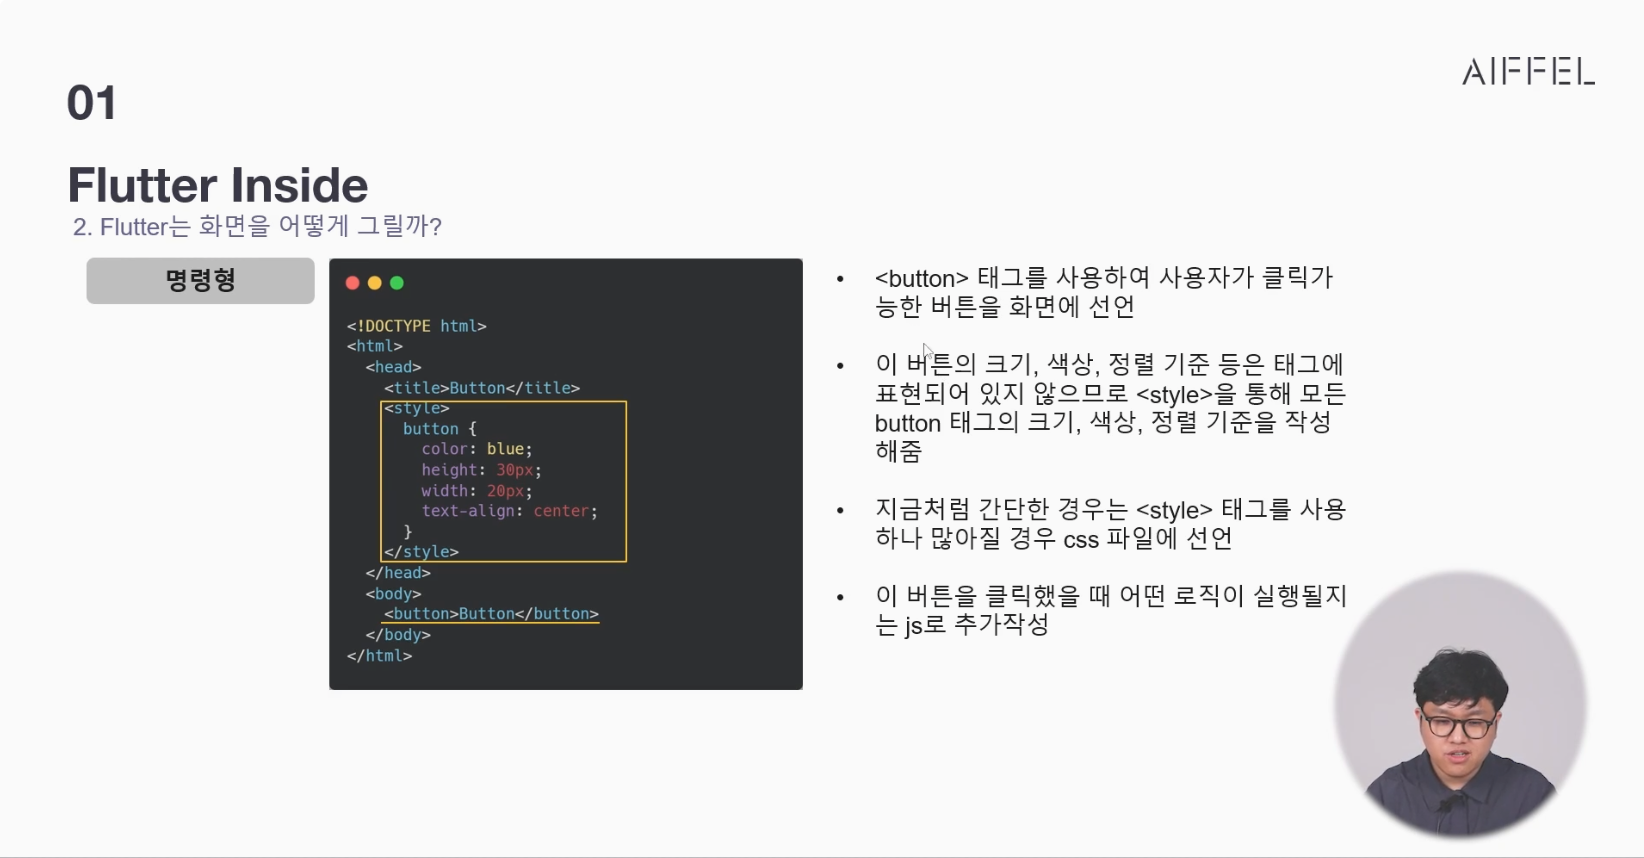 AIFFEL
01
Flutter Inside
2. Flutter는 화면을 어떻게 그릴까?
명령형
<!DOCTYPE html>
<html>
<head>
<title>Button</title>
<style>
button {
color: blue;
height: 30px;
width: 20px;
text-align: center;
}
</style>
</head>
<body>
<button>Button</button>
</body>
</html>
• <button> 태그를 사용하여 사용자가 클릭가
능한 버튼을 화면에 선언
• 이 버튼의 크기, 색상, 정렬 기준 등은 태그에
표현되어 있지 않으므로 <style>을 통해 모든
button 태그의 크기, 색상, 정렬 기준을 작성
해줌
• 지금처럼 간단한 경우는 <style> 태그를 사용
하나 많아질 경우 css 파일에 선언
• 이 버튼을 클릭했을 때 어떤 로직이 실행될지
는 js로 추가작성